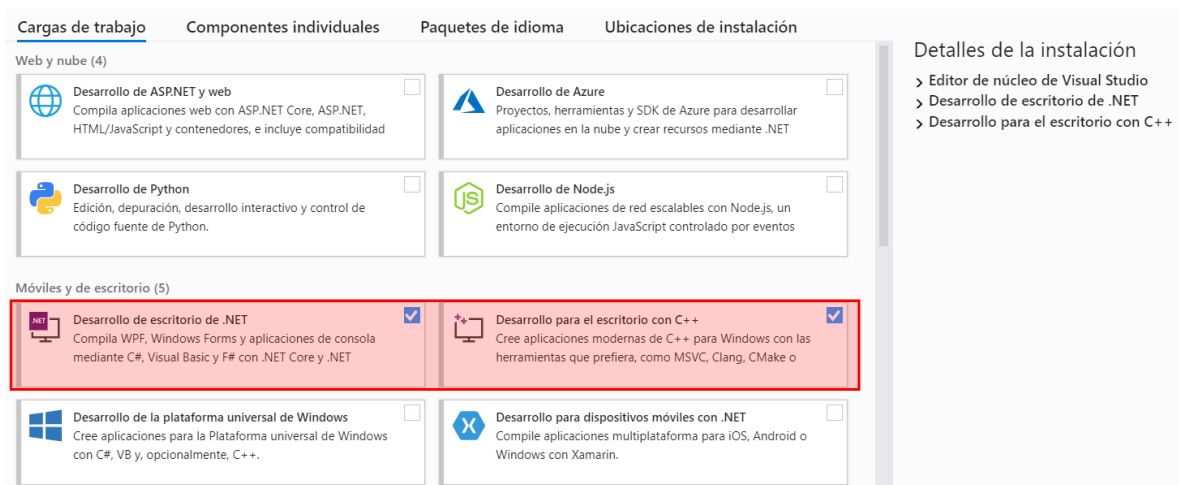 Cargas de trabajo Componentes individuales Paquetes de idioma Ubicaciones de instalación
Web y nube (4)
Desarrollo de ASP.NET y web
Compila aplicaciones web con ASP.NET Core, ASP.NET,
HTML/JavaScript y contenedores, e incluye compatibilidad
Desarrollo de Azure
Proyectos, herramientas y SDK de Azure para desarrollar
aplicaciones en la nube y crear recursos mediante .NET
Desarrollo de Python
Edición, depuración, desarrollo interactivo y control de
código fuente de Python.
JS
Desarrollo de Node.js
Compile aplicaciones de red escalables con Node.js, un
entorno de ejecución JavaScript controlado por eventos
Móviles y de escritorio (5)
.NET
Desarrollo de escritorio de .NET
Compila WPF, Windows Forms y aplicaciones de consola
mediante C#, Visual Basic y F# con .NET Core y .NET
Desarrollo para el escritorio con C++
Cree aplicaciones modernas de C++ para Windows con las
herramientas que prefiera, como MSVC, Clang, CMake o
Desarrollo de la plataforma universal de Windows
Cree aplicaciones para la Plataforma universal de Windows
con C#, VB y, opcionalmente, C++.
Desarrollo para dispositivos móviles con .NET
Compile aplicaciones multiplataforma para iOS, Android o
Windows con Xamarin.
Detalles de la instalación
> Editor de núcleo de Visual Studio
> Desarrollo de escritorio de .NET
> Desarrollo para el escritorio con C++